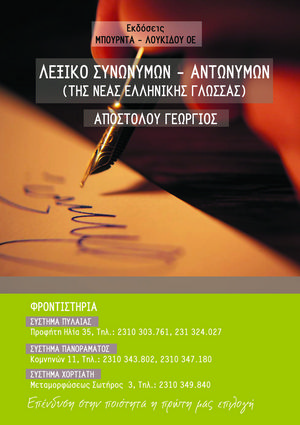 Εκδόσεις
ΜΠΟΥΡΝΤΑ - ΛΟΥΚΙΔΟΥ ΟΕ
ΛΕΞΙΚΟ ΣΥΝΩΝΥΜΩΝ - ΑΝΤΩΝΥΜΩΝ
(ΤΗΣ ΝΕΑΣ ΕΛΛΗΝΙΚΗΣ ΓΛΩΣΣΑΣ)
ΑΠΟΣΤΟΛΟΥ ΓΕΩΡΓΙΟΣ
ΦΡΟΝΤΙΣΤΗΡΙΑ
ΣΥΣΤΗΜΑ ΠΥΛΑΙΑΣ
Προφήτη Ηλία 35, Τηλ.: 2310 303.761, 231 324.027
ΣΥΣΤΗΜΑ ΠΑΝΟΡΑΜΑΤΟΣ
Κομνηνών 11, Τηλ.: 2310 343.802, 2310 347.180
ΣΥΣΤΗΜΑ ΧΟΡΤΙΑΤΗ
Μεταμορφώσεως Σωτήρος 3, Τηλ.: 2310 349.840
Επένδυση στην ποιότητα η πρώτη μας επιλογή